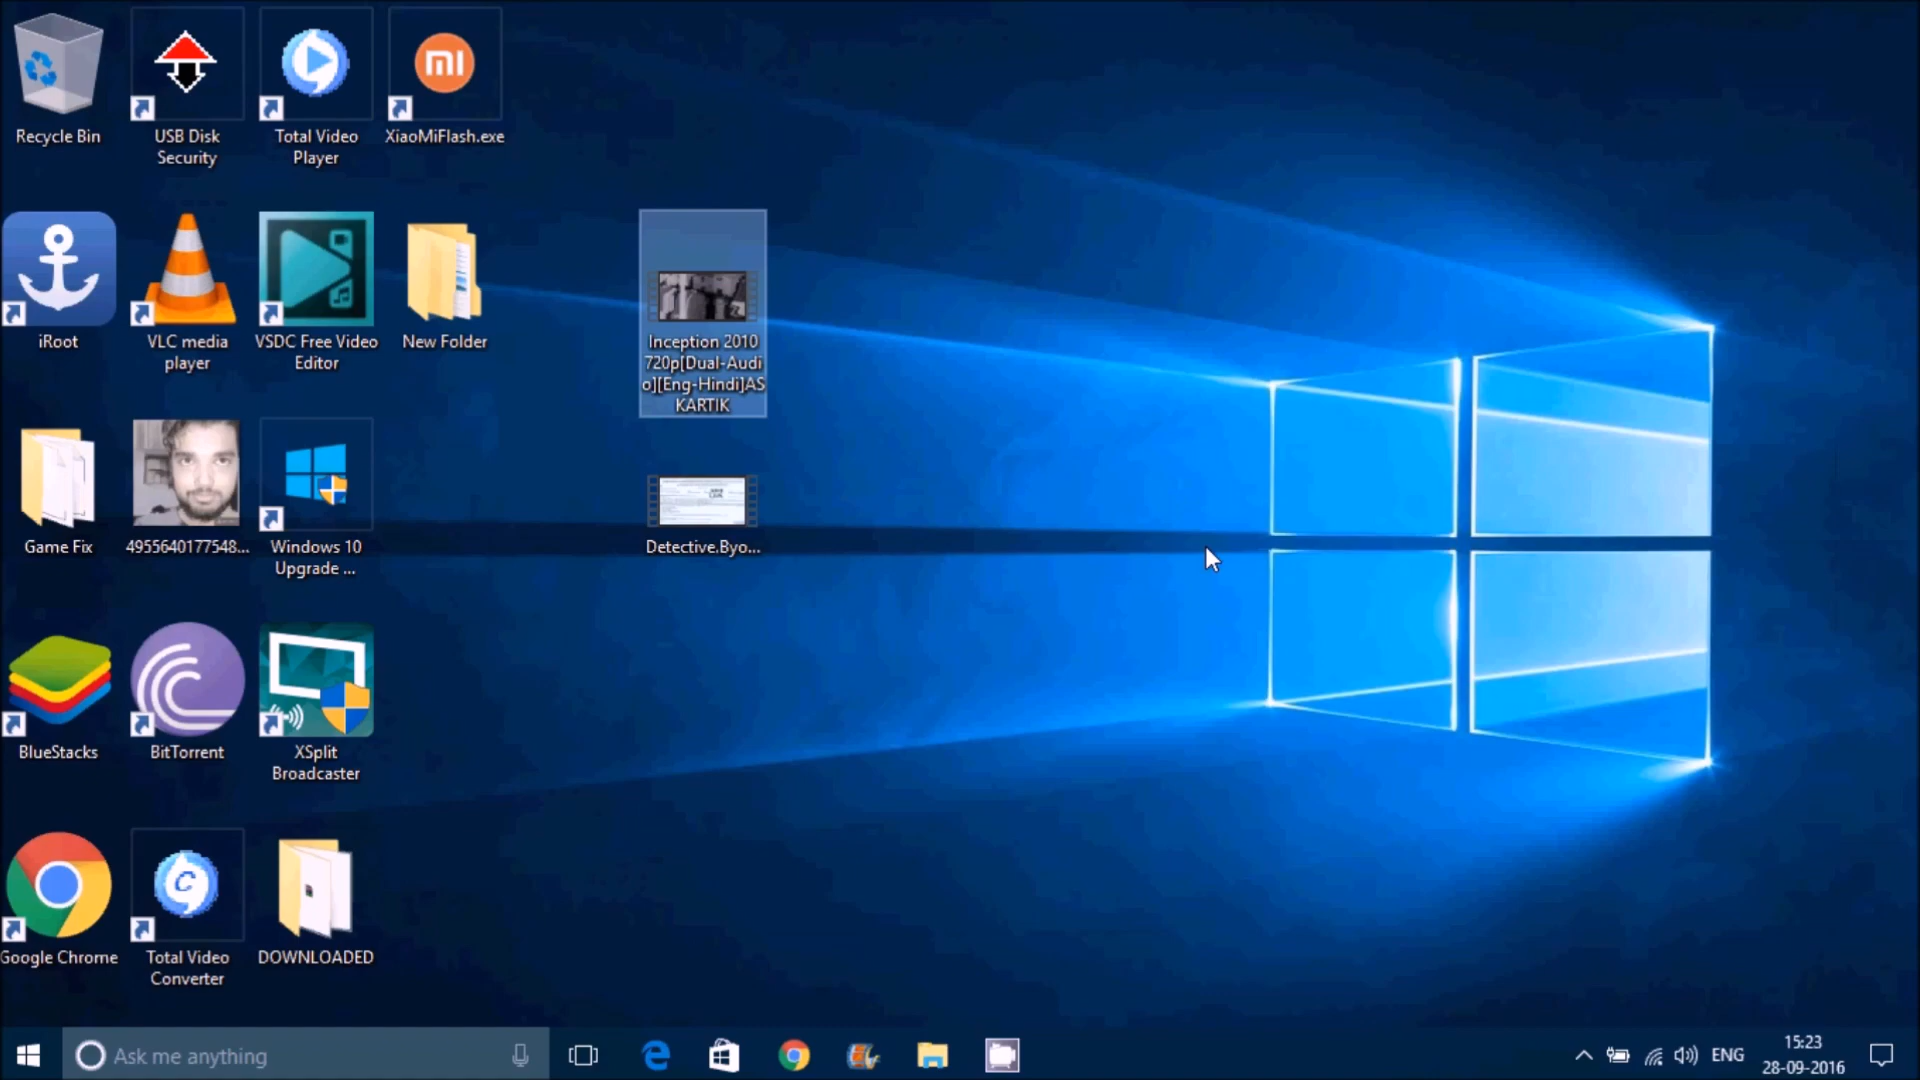 Recycle Bin
USB Disk
Security
Total Video
Player
mi
XiaoMiFlash.exe
iRoot
VLC media
player
VSDC Free Video
Editor
New Folder
Inception 2010
720p[Dual-Audi
o][Eng-Hindi]AS
KARTIK
Game Fix
4955640177548...
Windows 10
Upgrade ...
Detective.Byo...
BlueStacks
BitTorrent
XSplit
Broadcaster
Google Chrome
C
Total Video
Converter
DOWNLOADED
Ask me anything
ENG
15:23
28-09-2016